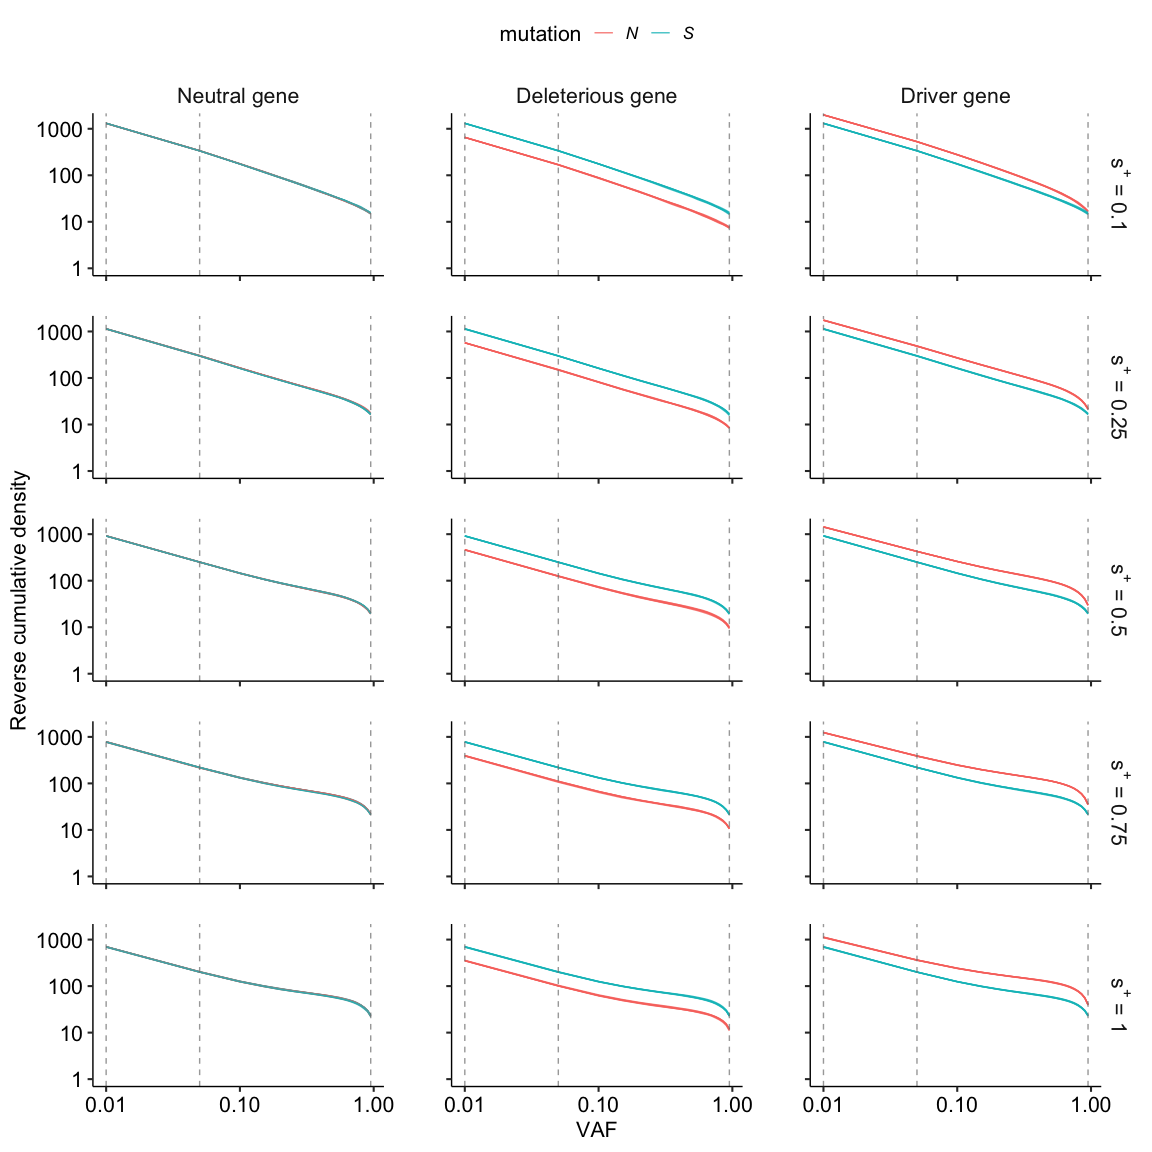 mutation N S
Neutral gene Deleterious gene Driver gene
1000
100
10
1
s+ = 0.1
1000
100
10
1
s+ = 0.25
Reverse cumulative density
1000
100
10
1
s+ = 0.5
1000
100
10
1
s+ = 0.75
1000
100
10
1
s+ = 1
0.01 0.10 1.00 0.01 0.10 1.00 0.01 0.10 1.00
VAF